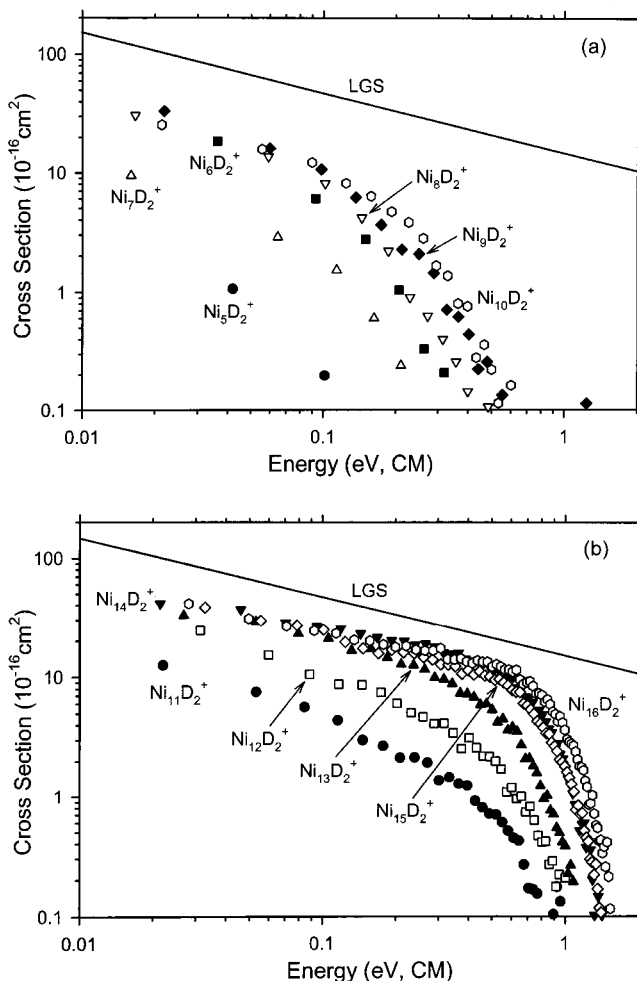 (a)
100
10
1
0.1
Cross Section (10⁻¹⁶cm²)
LGS
Ni₆D₂⁺
Ni₇D₂⁺
Ni₈D₂⁺
Ni₉D₂⁺
Ni₅D₂⁺
Ni₁₀D₂⁺
0.01 0.1 1
Energy (eV, CM)
(b)
100
10
1
0.1
Cross Section (10⁻¹⁶cm²)
LGS
Ni₁₄D₂⁺
Ni₁₁D₂⁺
Ni₁₆D₂⁺
Ni₁₂D₂⁺
Ni₁₃D₂⁺
Ni₁₅D₂⁺
0.01 0.1 1
Energy (eV, CM)